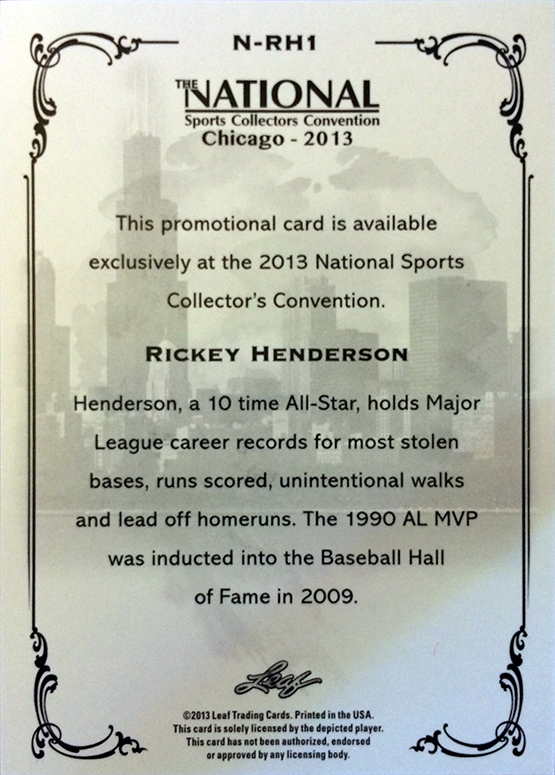 N-RH1
THE NATIONAL
Sports Collectors Convention
Chicago - 2013
This promotional card is available
exclusively at the 2013 National Sports
Collector's Convention.
RICKEY HENDERSON
Henderson, a 10 time All-Star, holds Major
League career records for most stolen
bases, runs scored, unintentional walks
and lead off homeruns. The 1990 AL MVP
was inducted into the Baseball Hall
of Fame in 2009.
Leaf
©2013 Leaf Trading Cards. Printed in the USA.
This card is solely licensed by the depicted player.
This card has not been authorized, endorsed
or approved by any licensing body.